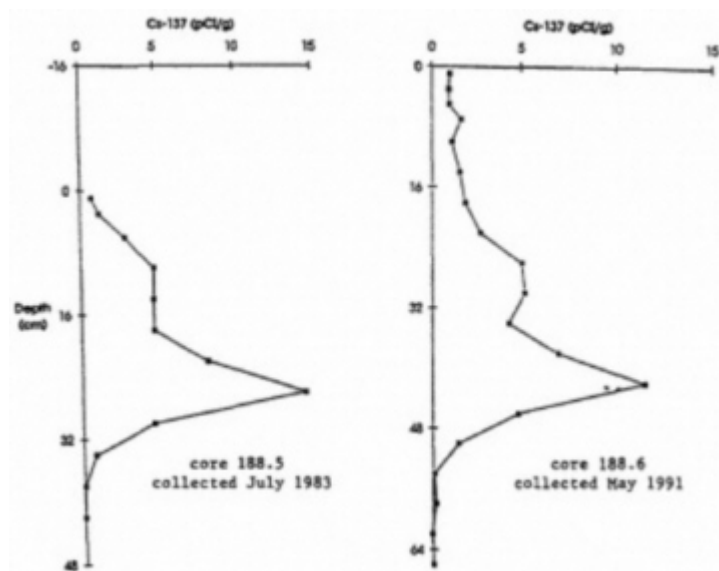 Cs-137 (pCi/g)
0 5 10 15
-16
0
Depth
(cm)
16
32
48
core 188.5
collected July 1983
Cs-137 (pCi/g)
0 5 10 15
0
16
32
48
64
core 188.6
collected May 1991